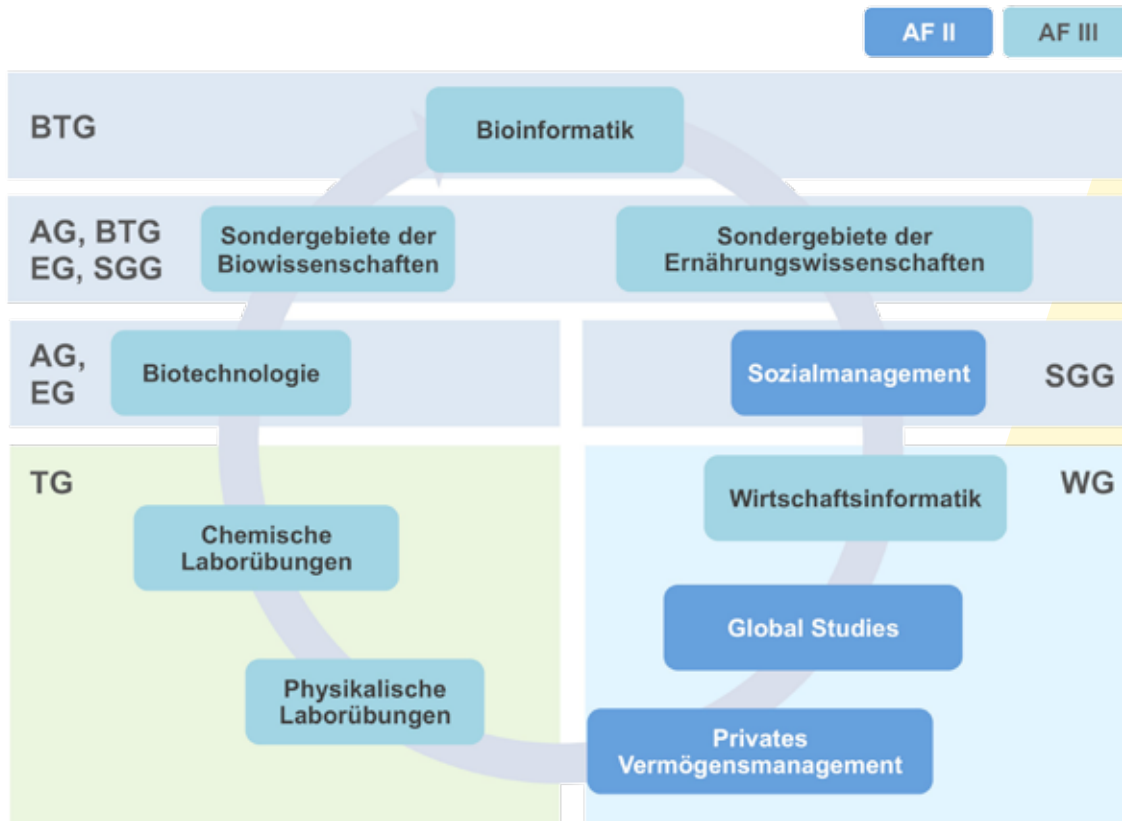 AF II
AF III
BTG
Bioinformatik
AG, BTG
EG, SGG
Sondergebiete der
Biowissenschaften
Sondergebiete der
Ernährungswissenschaften
AG,
EG
Biotechnologie
Sozialmanagement
SGG
TG
Chemische
Laborübungen
Physikalische
Laborübungen
WG
Wirtschaftsinformatik
Global Studies
Privates
Vermögensmanagement